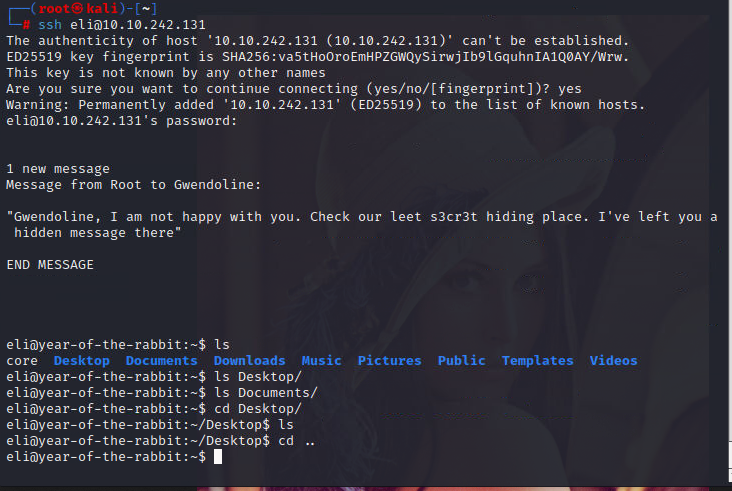 ┌──(root㉿kali)-[~]
└─# ssh eli@10.10.242.131
The authenticity of host '10.10.242.131 (10.10.242.131)' can't be established.
ED25519 key fingerprint is SHA256:va5tHoOroEmHPZGWQySirwjIb9lGquhnIA1Q0AY/Wrw.
This key is not known by any other names
Are you sure you want to continue connecting (yes/no/[fingerprint])? yes
Warning: Permanently added '10.10.242.131' (ED25519) to the list of known hosts.
eli@10.10.242.131's password:
1 new message
Message from Root to Gwendoline:
"Gwendoline, I am not happy with you. Check our leet s3cr3t hiding place. I've left you a
hidden message there"
END MESSAGE
eli@year-of-the-rabbit:~$ ls
core  Desktop  Documents  Downloads  Music  Pictures  Public  Templates  Videos
eli@year-of-the-rabbit:~$ ls Desktop/
eli@year-of-the-rabbit:~$ ls Documents/
eli@year-of-the-rabbit:~$ cd Desktop/
eli@year-of-the-rabbit:~/Desktop$ ls
eli@year-of-the-rabbit:~/Desktop$ cd ..
eli@year-of-the-rabbit:~$